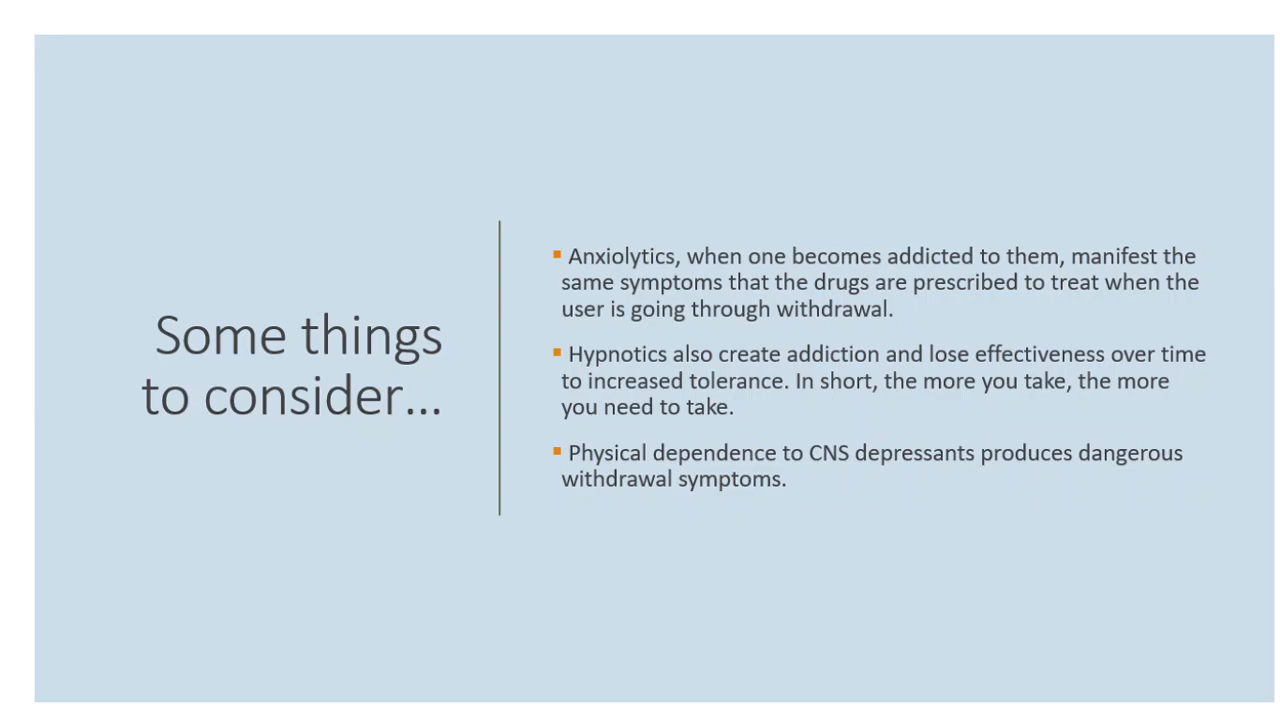 Some things
to consider...
▪ Anxiolytics, when one becomes addicted to them, manifest the
same symptoms that the drugs are prescribed to treat when the
user is going through withdrawal.
▪ Hypnotics also create addiction and lose effectiveness over time
to increased tolerance. In short, the more you take, the more
you need to take.
▪ Physical dependence to CNS depressants produces dangerous
withdrawal symptoms.